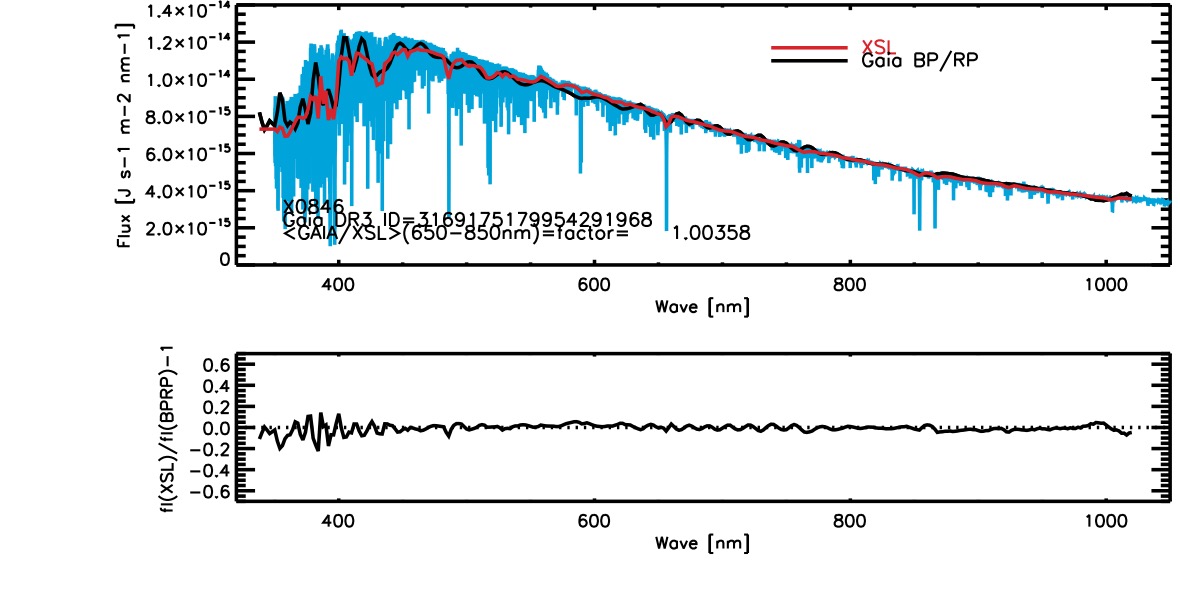 1.4×10⁻¹⁴
1.2×10⁻¹⁴
1.0×10⁻¹⁴
8.0×10⁻¹⁵
6.0×10⁻¹⁵
4.0×10⁻¹⁵
2.0×10⁻¹⁵
0
Flux [J s−1 m−2 nm−1]
XSL
Gaia BP/RP
X0846
Gaia DR3 ID=3169175179954291968
<GAIA/XSL>(650−850nm)=factor= 1.00358
400 600 800 1000
Wave [nm]
0.6
0.4
0.2
0.0
−0.2
−0.4
−0.6
fl(XSL)/fl(BPRP)−1
400 600 800 1000
Wave [nm]